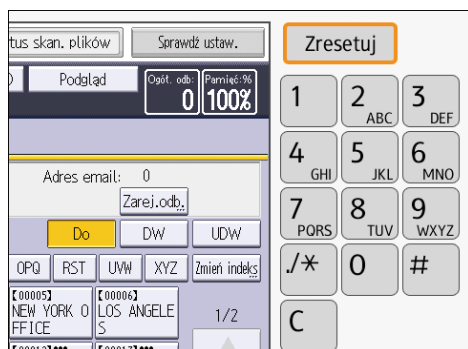 tus skan. plików Sprawdź ustaw. Zresetuj
Podgląd Ogół. odb: Pamięć:%
0 100%
Adres email: 0
Zarej.odb.
Do DW UDW
OPQ RST UVW XYZ Zmień indeks
[00005] [00006]
NEW YORK O LOS ANGELE 1/2
FFICE S
1 2 ABC 3 DEF
4 GHI 5 JKL 6 MNO
7 PQRS 8 TUV 9 WXYZ
./* 0 #
C